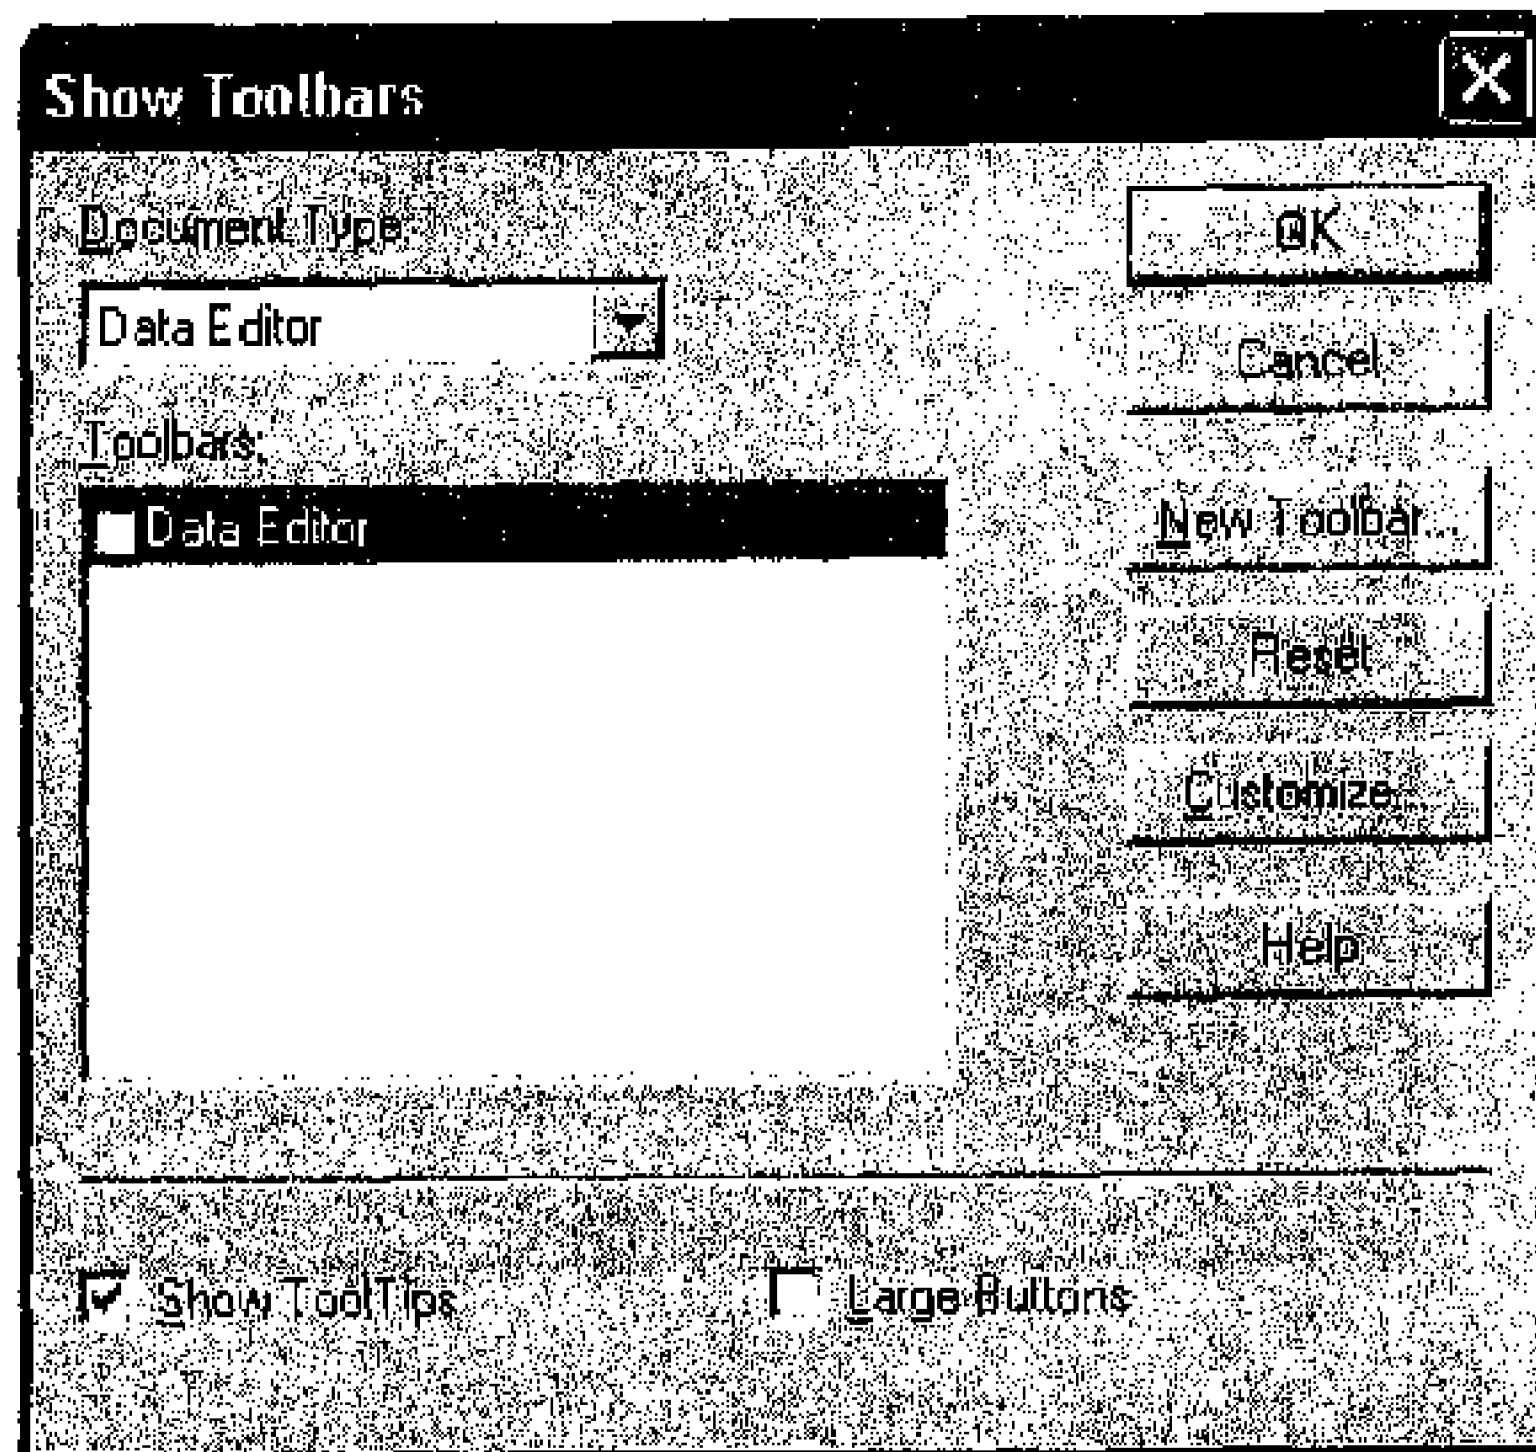 Show Toolbars
Document Type:
Data Editor
Toolbars:
Data Editor
OK
Cancel
New Toolbar...
Reset
Customize...
Help
Show ToolTips
Large Buttons